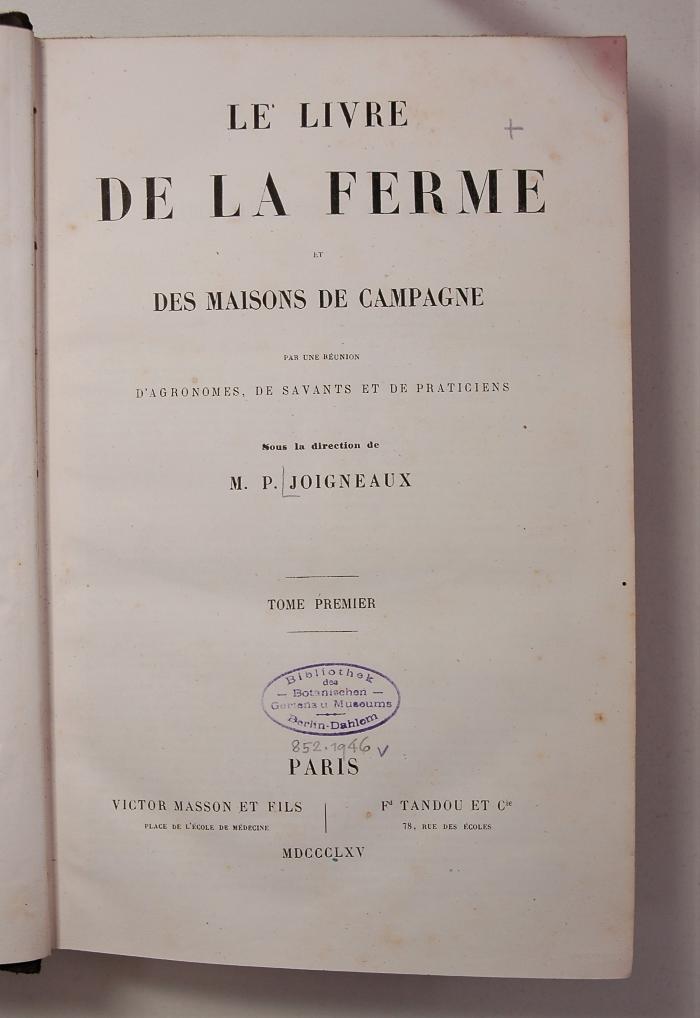 LE LIVRE
DE LA FERME
ET
DES MAISONS DE CAMPAGNE
PAR UNE RÉUNION
D'AGRONOMES, DE SAVANTS ET DE PRATICIENS
Sous la direction de
M. P. JOIGNEAUX
TOME PREMIER
Bibliothek
des
— Botanischen —
Gartens u Museums
Berlin-Dahlem
852.1946
PARIS
VICTOR MASSON ET FILS
PLACE DE L'ÉCOLE DE MÉDECINE
Fd TANDOU ET Cie
78, RUE DES ÉCOLES
MDCCCLXV